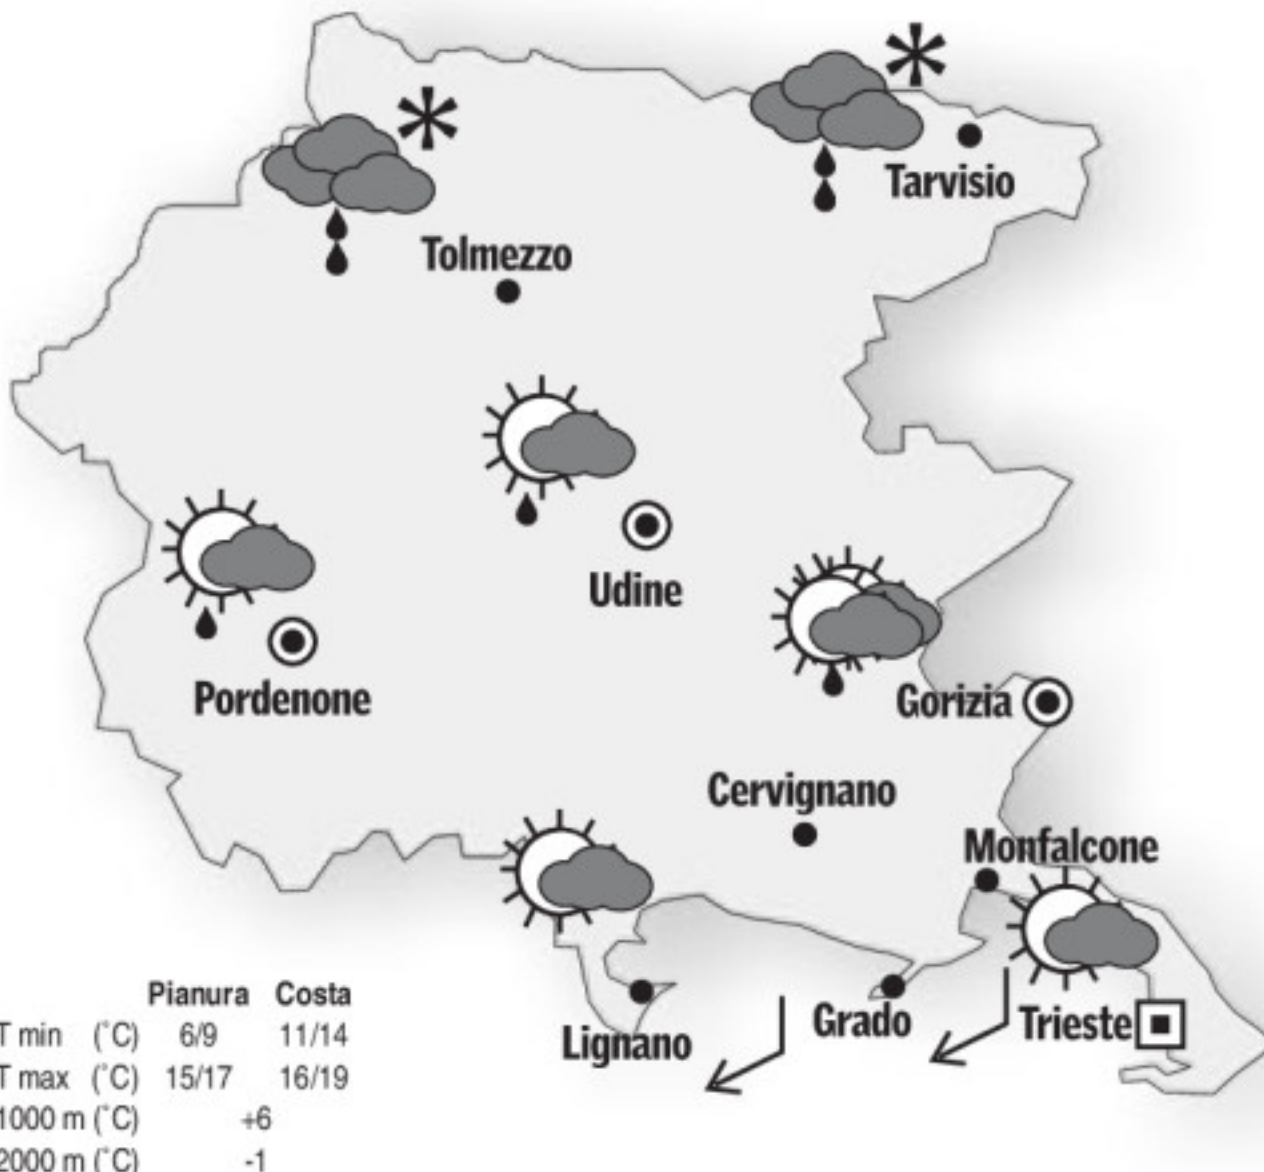 Tarvisio
Tolmezzo
Udine
Pordenone
Gorizia
Cervignano
Monfalcone
Pianura Costa
T min (°C) 6/9 11/14
T max (°C) 15/17 16/19
1000 m (°C) +6
2000 m (°C) -1
Lignano
Grado
Trieste